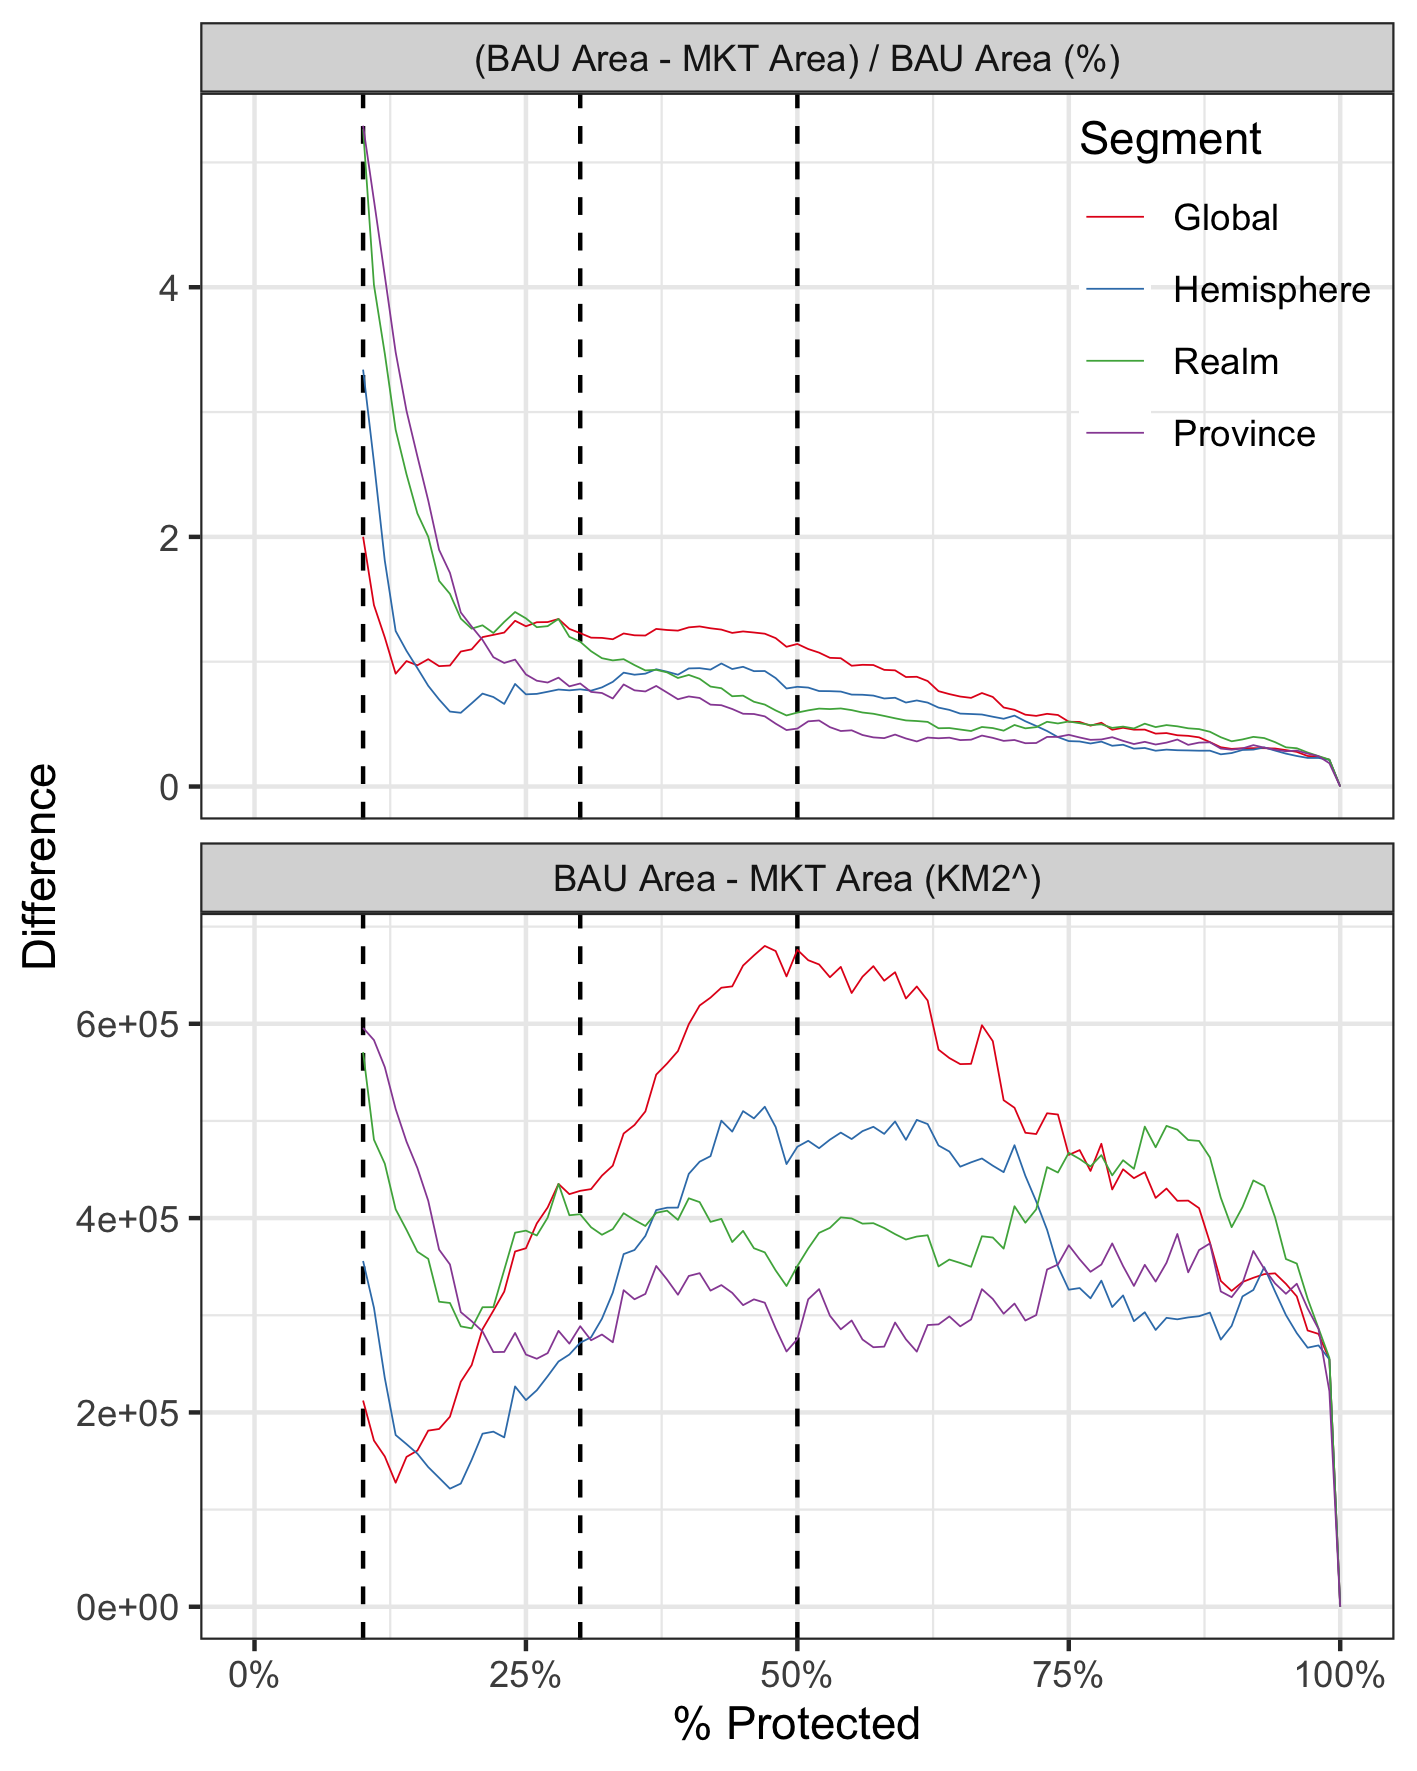 (BAU Area - MKT Area) / BAU Area (%)
Segment
Global
Hemisphere
Realm
Province
4
2
0
Difference
BAU Area - MKT Area (KM2^)
6e+05
4e+05
2e+05
0e+00
0% 25% 50% 75% 100%
% Protected